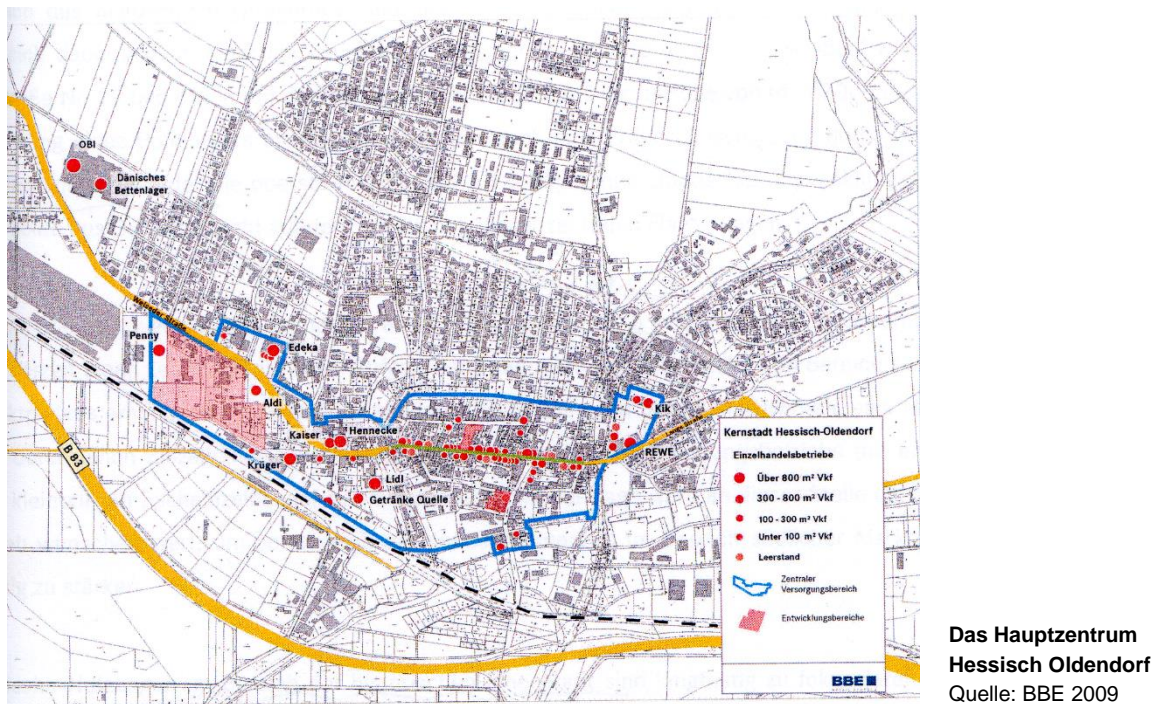 OBI
Dänisches
Bettenlager
Penny
Edeka
Aldi
Kaiser
Hennecke
Krüger
Lidl
Getränke Quelle
Kik
REWE
B 83
Lange Straße
Kernstadt Hessisch-Oldendorf
Einzelhandelsbetriebe
Über 800 m² Vkf
300 - 800 m² Vkf
100 - 300 m² Vkf
Unter 100 m² Vkf
Leerstand
Zentraler
Versorgungsbereich
Entwicklungsbereiche
BBE
Das Hauptzentrum
Hessisch Oldendorf
Quelle: BBE 2009